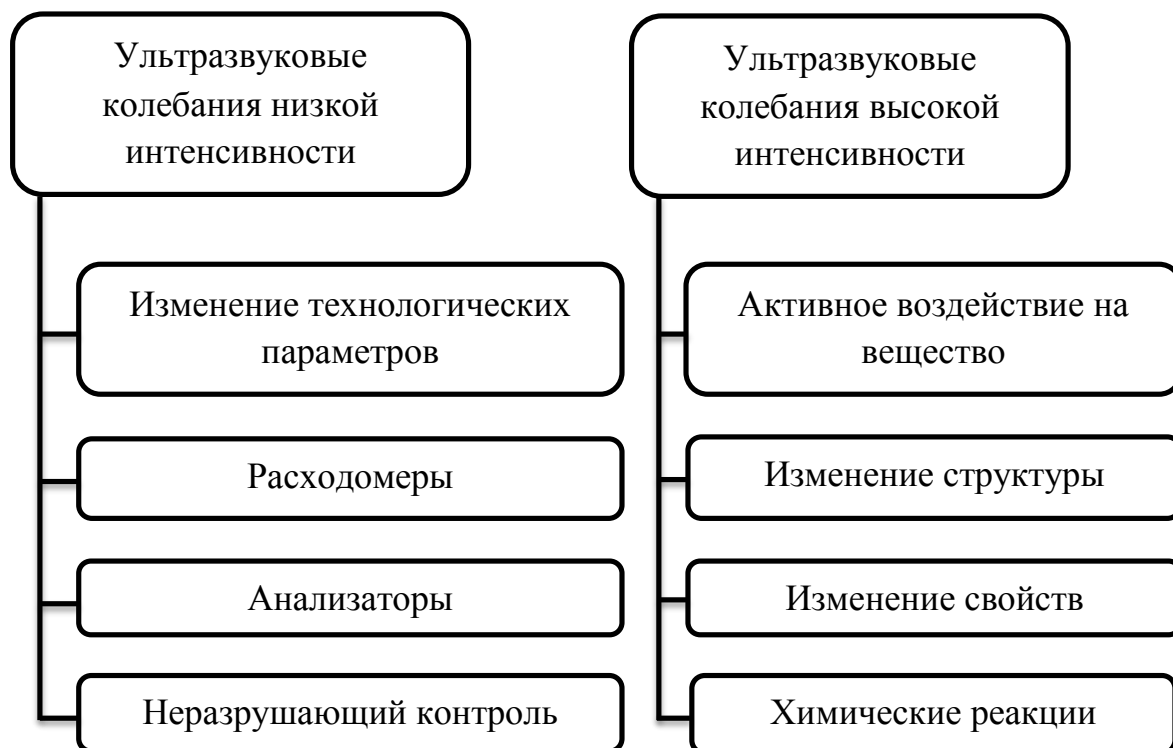 Ультразвуковые
колебания низкой
интенсивности
Изменение технологических
параметров
Расходомеры
Анализаторы
Неразрушающий контроль
Ультразвуковые
колебания высокой
интенсивности
Активное воздействие на
вещество
Изменение структуры
Изменение свойств
Химические реакции